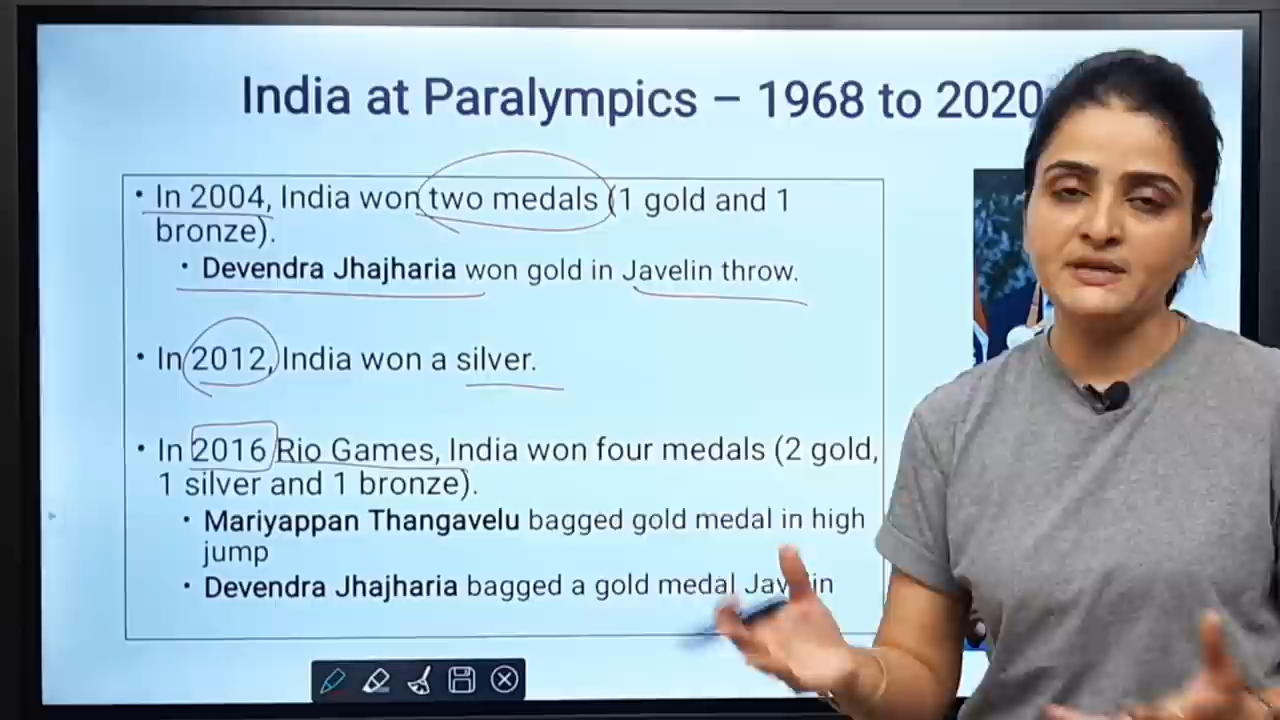 India at Paralympics – 1968 to 2020
• In 2004, India won two medals (1 gold and 1
bronze).
• Devendra Jhajharia won gold in Javelin throw.
• In 2012, India won a silver.
• In 2016 Rio Games, India won four medals (2 gold,
1 silver and 1 bronze).
• Mariyappan Thangavelu bagged gold medal in high
jump
• Devendra Jhajharia bagged a gold medal Javelin